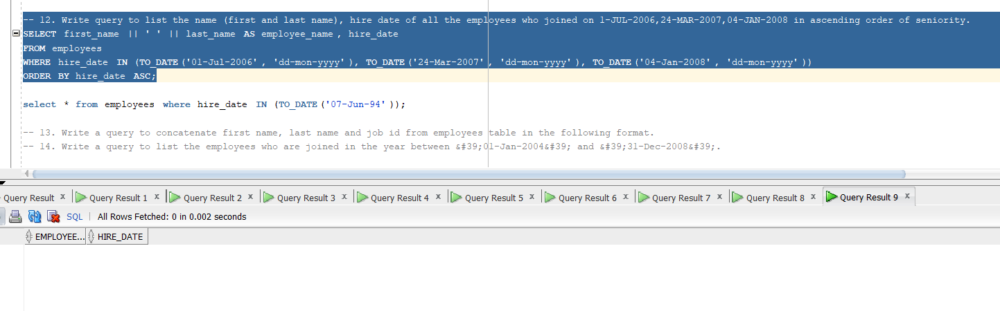 -- 12. Write query to list the name (first and last name), hire date of all the employees who joined on 1-JUL-2006,24-MAR-2007,04-JAN-2008 in ascending order of seniority.
SELECT first_name || ' ' || last_name AS employee_name , hire_date
FROM employees
WHERE hire_date IN (TO_DATE ('01-Jul-2006' , 'dd-mon-yyyy' ), TO_DATE ('24-Mar-2007' , 'dd-mon-yyyy' ), TO_DATE ('04-Jan-2008' , 'dd-mon-yyyy' ))
ORDER BY hire_date ASC;
select * from employees where hire_date IN (TO_DATE ('07-Jun-94' ));
-- 13. Write a query to concatenate first name, last name and job id from employees table in the following format.
-- 14. Write a query to list the employees who are joined in the year between &#39;01-Jan-2004&#39; and &#39;31-Dec-2008&#39;.
Query Result x Query Result 1 x Query Result 2 x Query Result 3 x Query Result 4 x Query Result 5 x Query Result 6 x Query Result 7 x Query Result 8 x Query Result 9 x
SQL | All Rows Fetched: 0 in 0.002 seconds
EMPLOYEE... HIRE_DATE